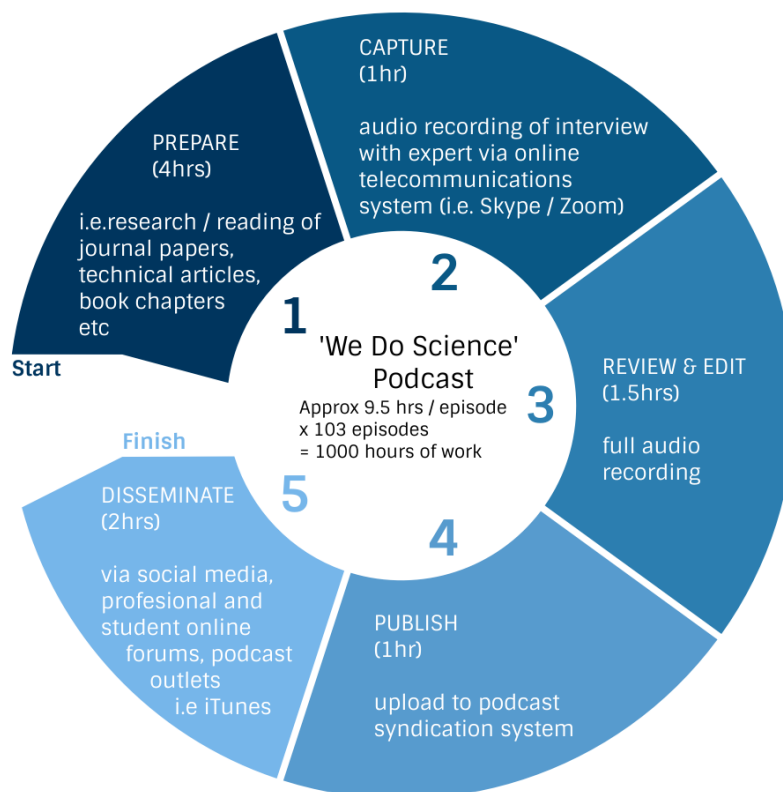 Start
1
PREPARE
(4hrs)
i.e.research / reading of
journal papers,
technical articles,
book chapters
etc
2
CAPTURE
(1hr)
audio recording of interview
with expert via online
telecommunications
system (i.e. Skype / Zoom)
3
REVIEW & EDIT
(1.5hrs)
full audio
recording
4
PUBLISH
(1hr)
upload to podcast
syndication system
5
Finish
DISSEMINATE
(2hrs)
via social media,
profesional and
student online
forums, podcast
outlets
i.e iTunes
'We Do Science'
Podcast
Approx 9.5 hrs / episode
x 103 episodes
= 1000 hours of work